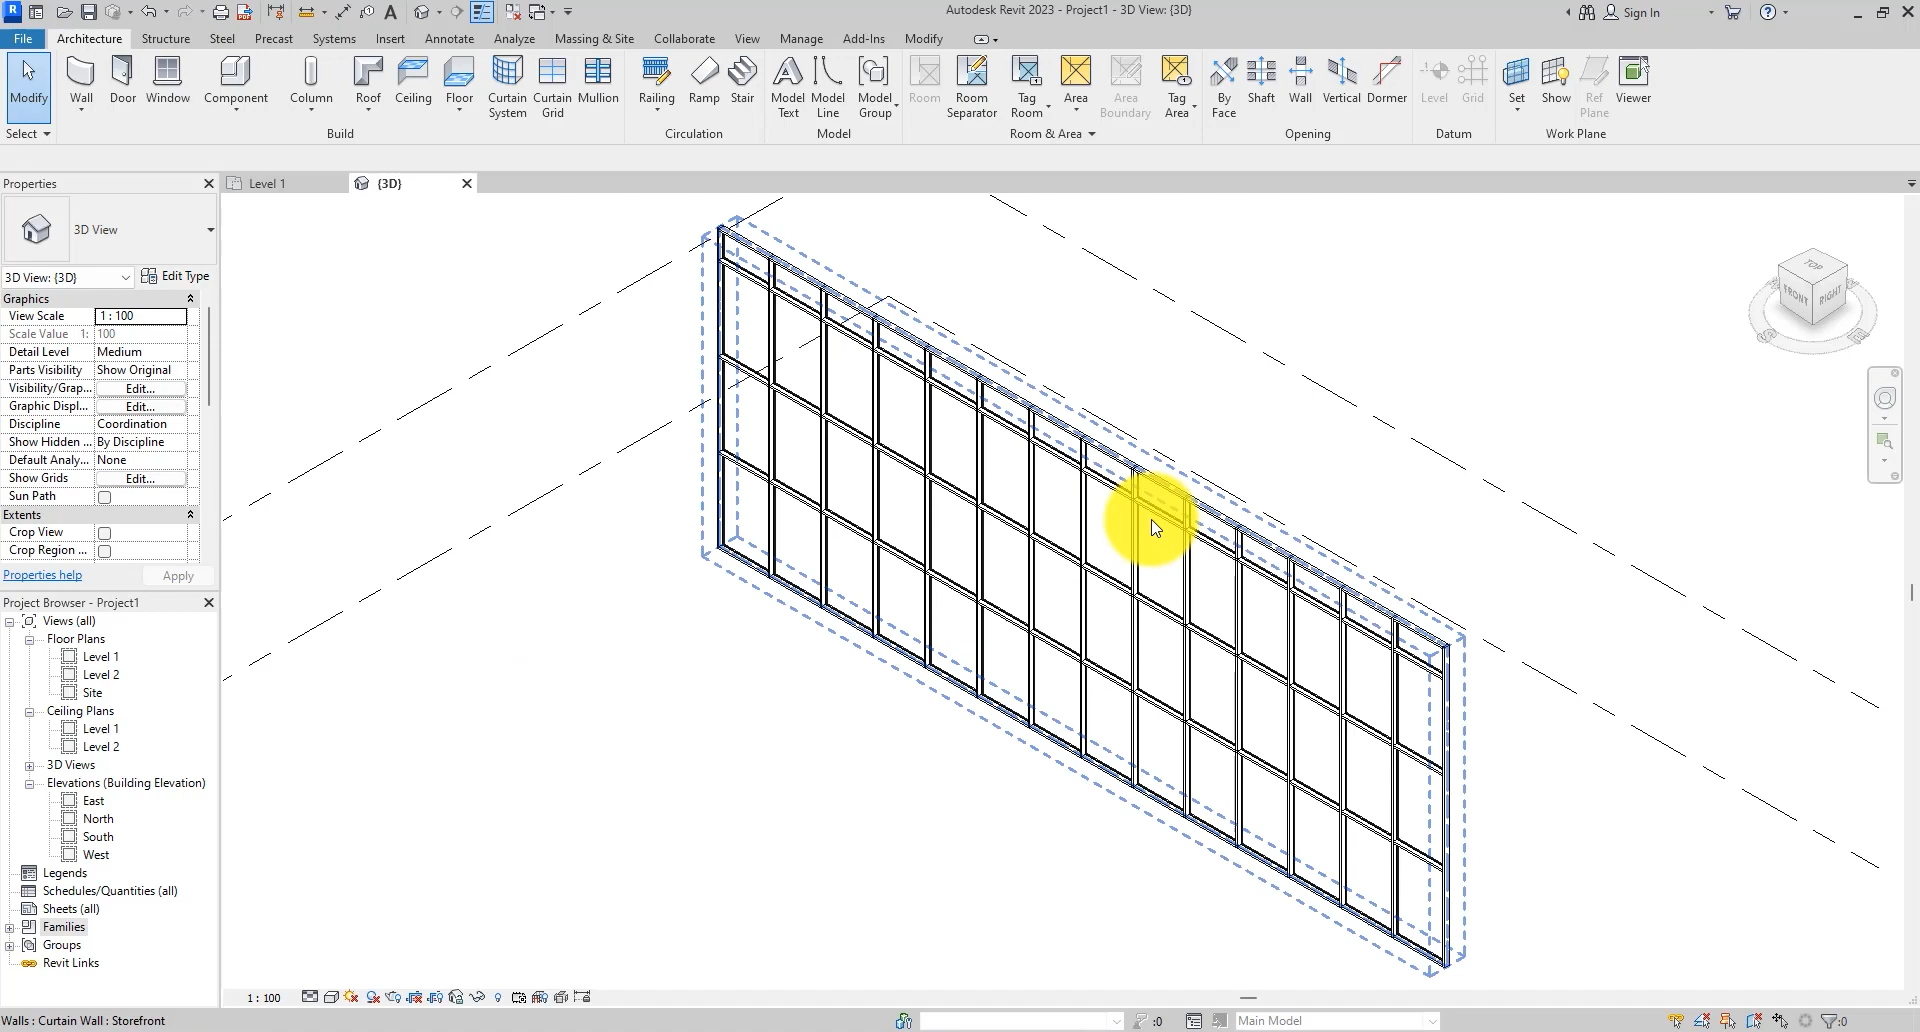 Autodesk Revit 2023 - Project1 - 3D View: {3D}
Sign In
File Architecture Structure Steel Precast Systems Insert Annotate Analyze Massing & Site Collaborate View Manage Add-Ins Modify
Modify
Wall
Door
Window
Component
Column
Roof
Ceiling
Floor
Curtain System
Curtain Grid
Mullion
Railing
Ramp
Stair
Model Text
Model Line
Model Group
Room
Room Separator
Tag Room
Area
Area Boundary
Tag Area
By Face
Shaft
Wall
Vertical
Dormer
Level
Grid
Set
Show
Ref Plane
Viewer
Select
Build
Circulation
Model
Room & Area
Opening
Datum
Work Plane
Properties
Level 1
{3D}
3D View
3D View: {3D}
Edit Type
Graphics
View Scale 1 : 100
Scale Value 1: 100
Detail Level Medium
Parts Visibility Show Original
Visibility/Grap... Edit...
Graphic Displ... Edit...
Discipline Coordination
Show Hidden ... By Discipline
Default Analy... None
Show Grids Edit...
Sun Path
Extents
Crop View
Crop Region ...
Properties help
Apply
Project Browser - Project1
Views (all)
Floor Plans
Level 1
Level 2
Site
Ceiling Plans
Level 1
Level 2
3D Views
Elevations (Building Elevation)
East
North
South
West
Legends
Schedules/Quantities (all)
Sheets (all)
Families
Groups
Revit Links
TOP
FRONT
RIGHT
S
E
1 : 100
Walls : Curtain Wall : Storefront
:0
Main Model
:0